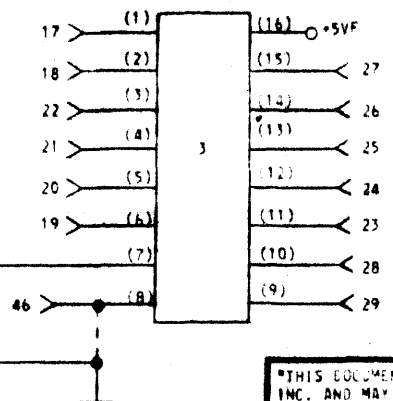 17 (1) (16) +5VF
18 (2) (15) 27
22 (3) (14) 26
21 (4) (13) 25
3
20 (5) (12) 24
19 (6) (11) 23
(7) (10) 28
46 (8) (9) 29
"THIS DOCUMEN
INC. AND MAY